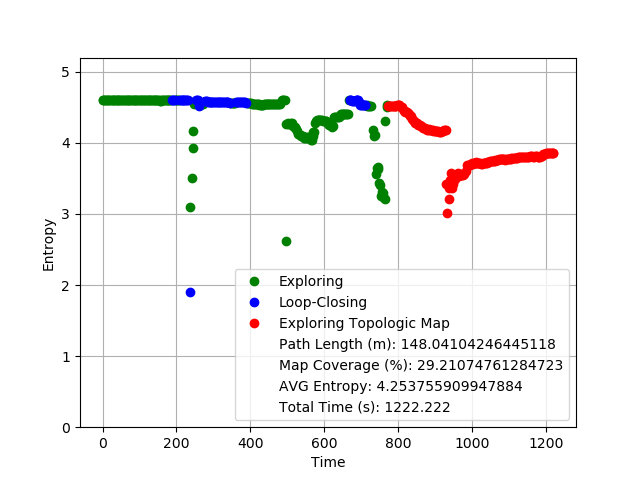 5
4
3
2
1
0
Entropy
0 200 400 600 800 1000 1200
Time
Exploring
Loop-Closing
Exploring Topologic Map
Path Length (m): 148.04104246445118
Map Coverage (%): 29.21074761284723
AVG Entropy: 4.253755909947884
Total Time (s): 1222.222